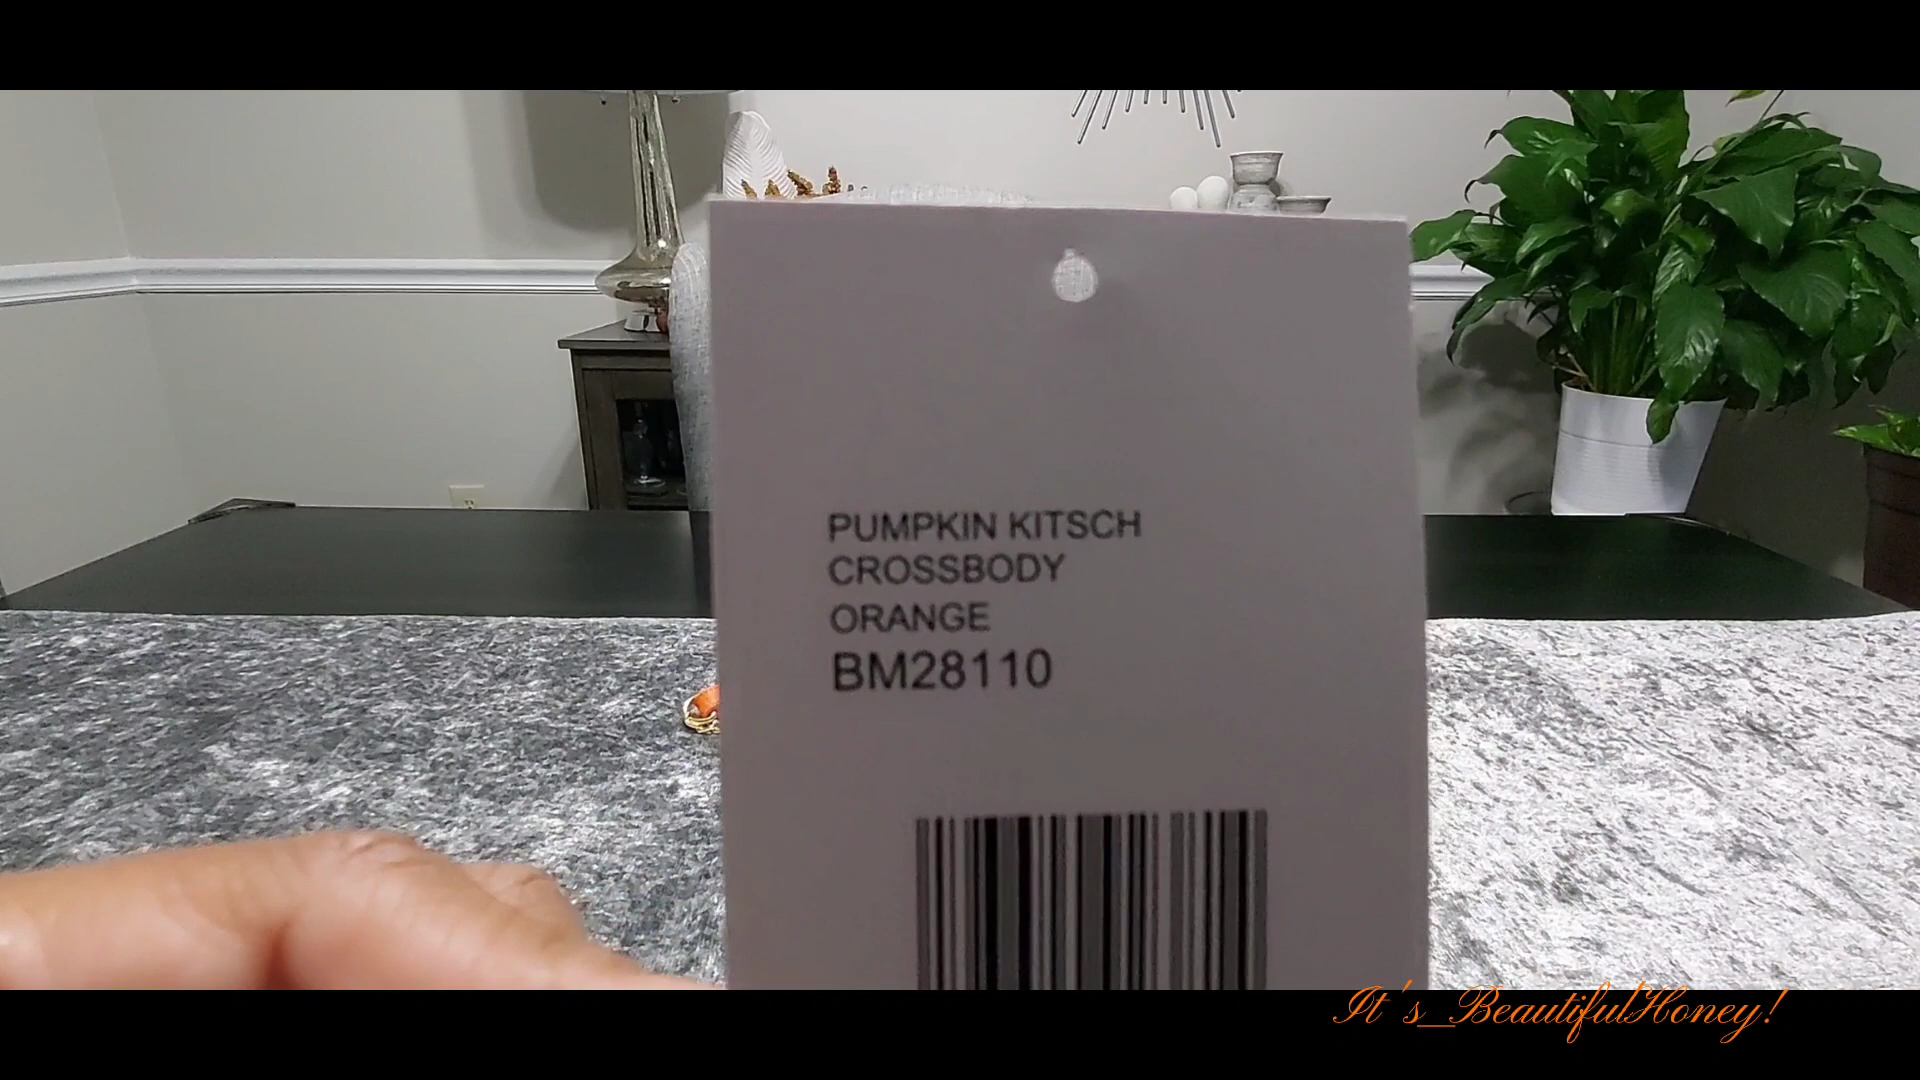 PUMPKIN KITSCH
CROSSBODY
ORANGE
BM28110
It's_BeautifulHoney!